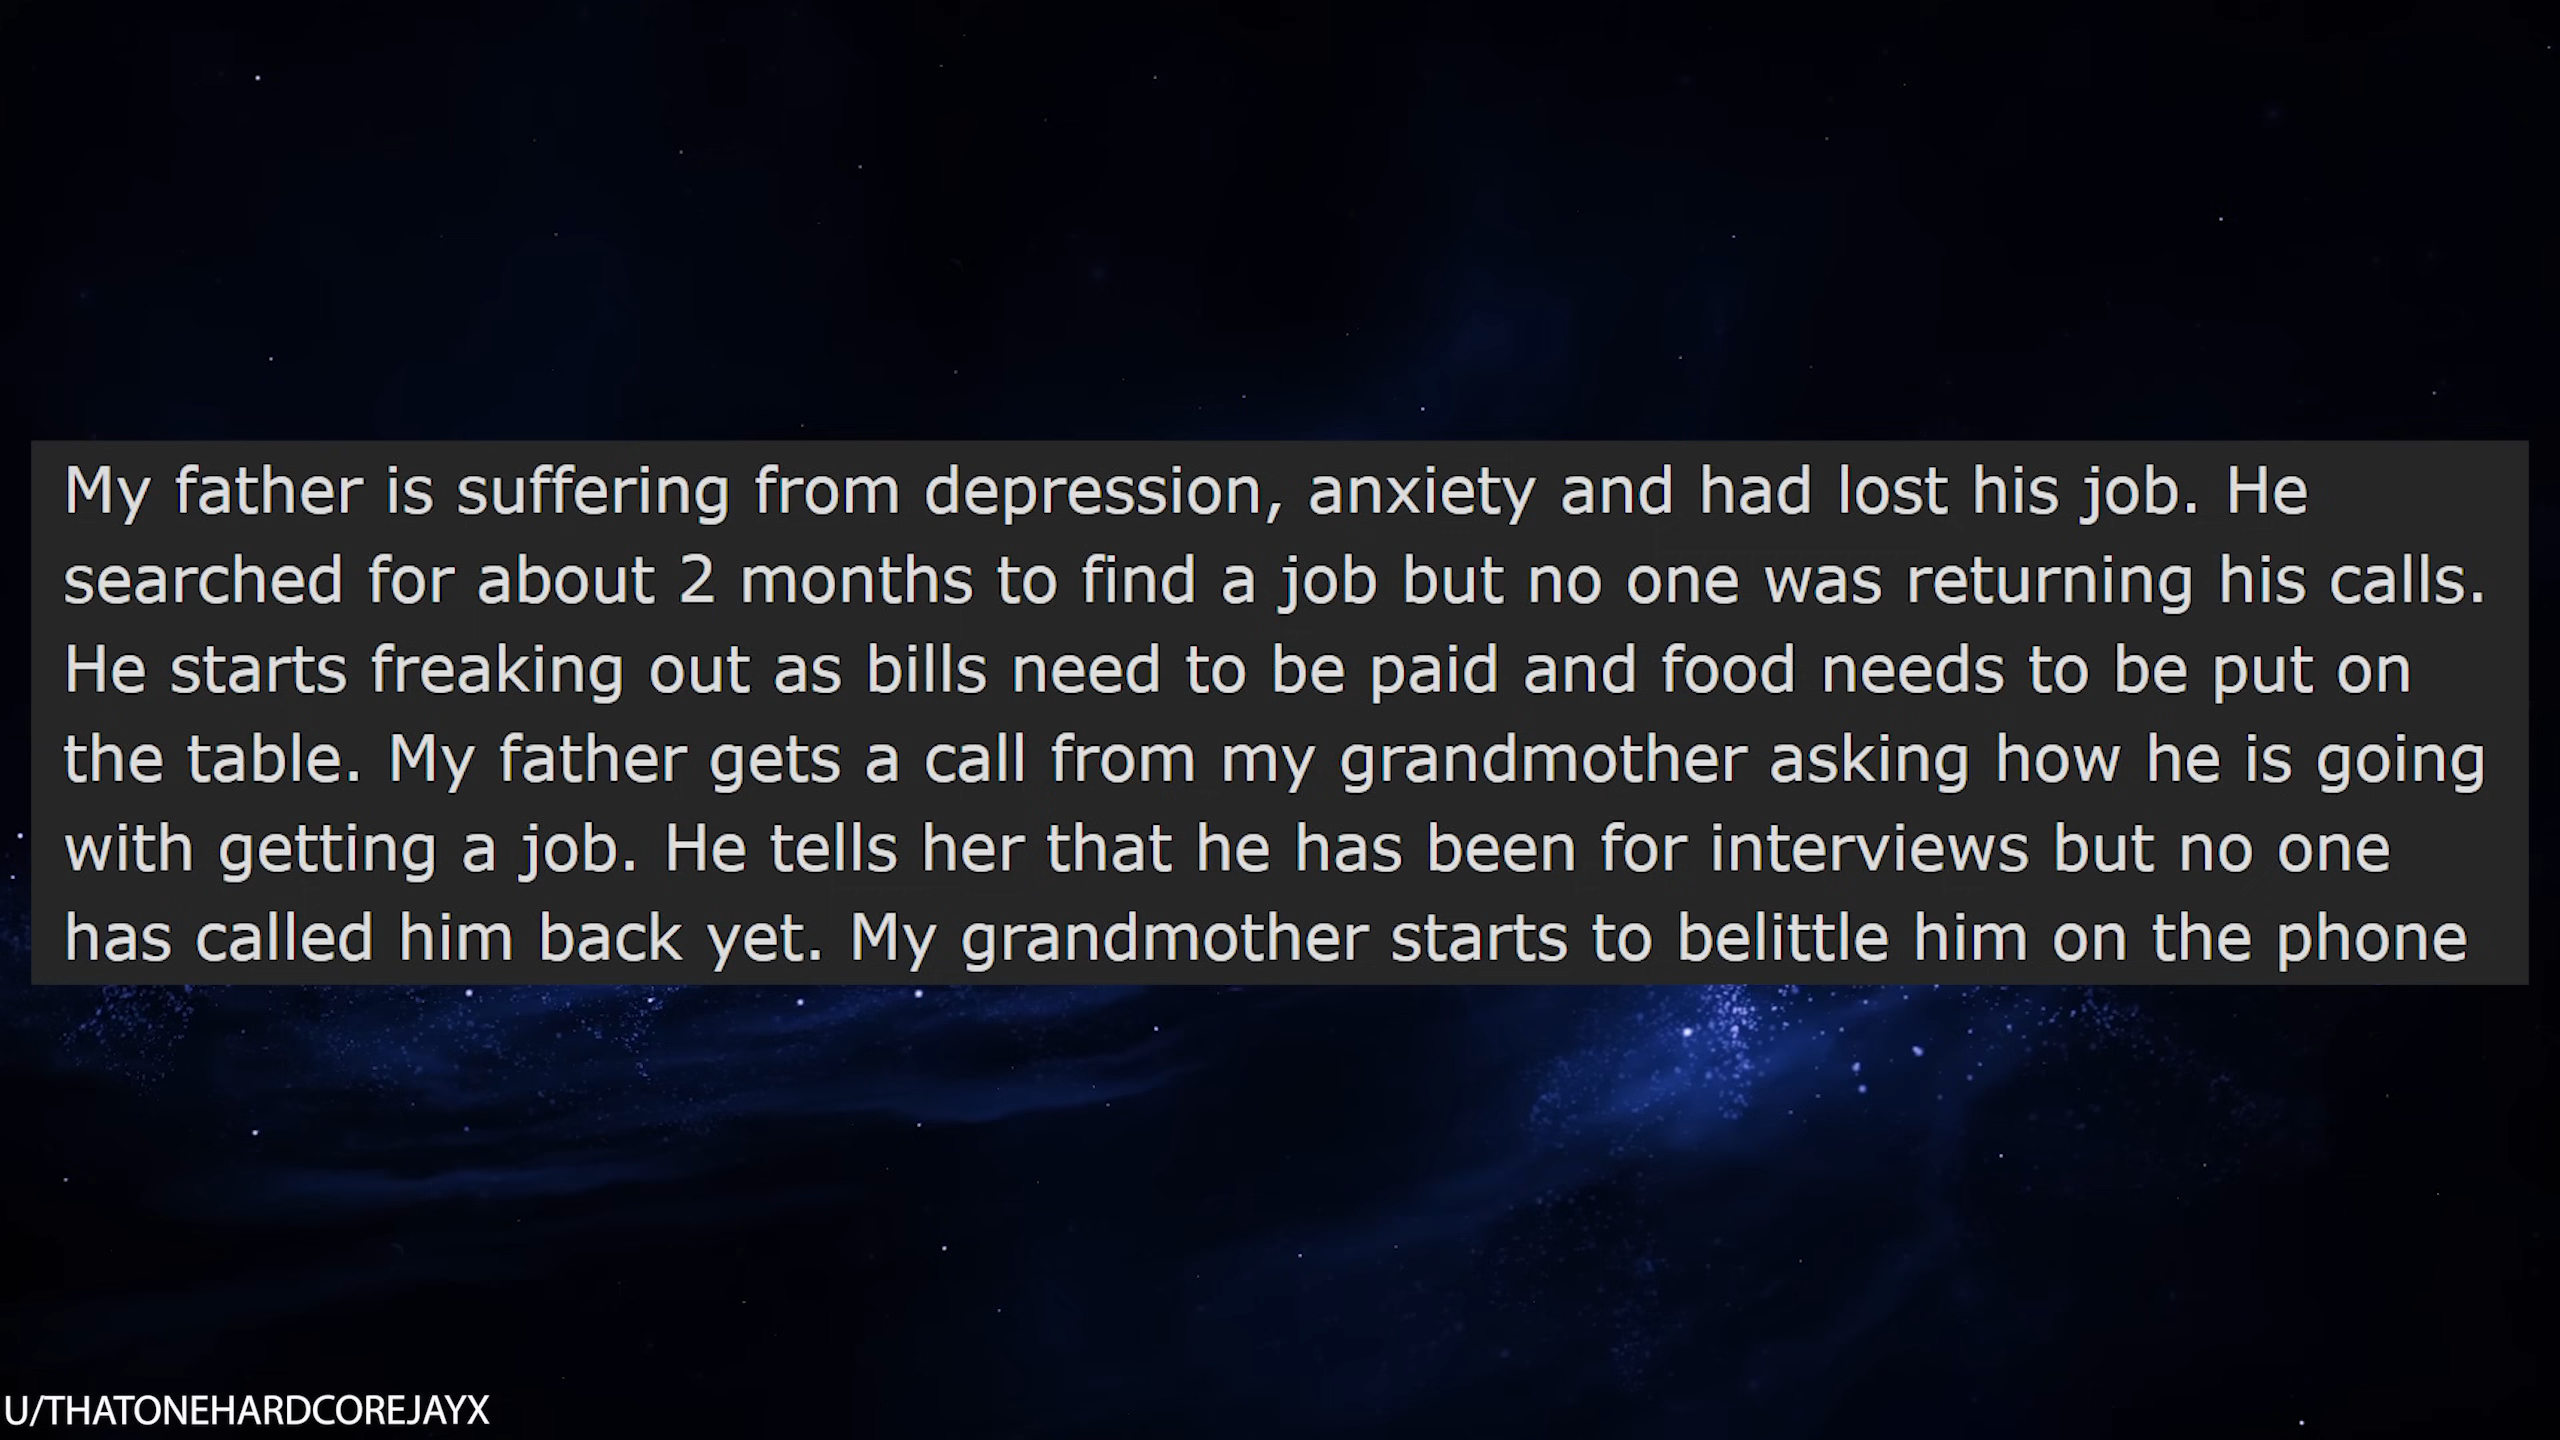 My father is suffering from depression, anxiety and had lost his job. He
searched for about 2 months to find a job but no one was returning his calls.
He starts freaking out as bills need to be paid and food needs to be put on
the table. My father gets a call from my grandmother asking how he is going
with getting a job. He tells her that he has been for interviews but no one
has called him back yet. My grandmother starts to belittle him on the phone
U/THATONEHARDCOREJAYX